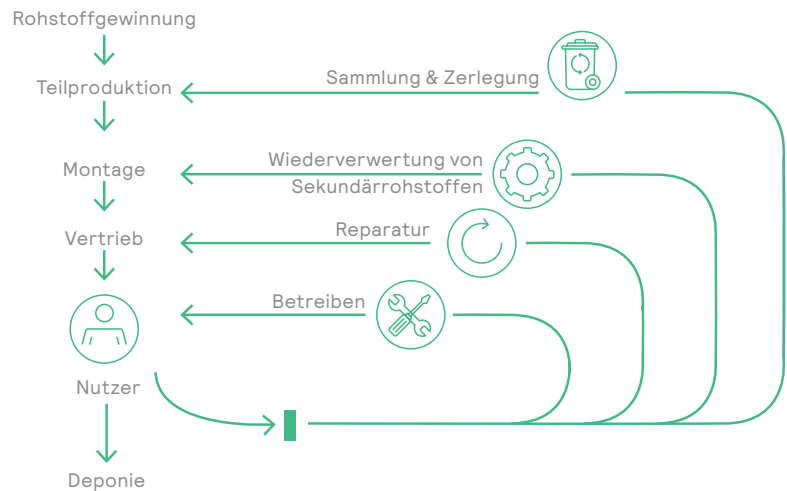 Rohstoffgewinnung
Sammlung & Zerlegung
Teilproduktion
Wiederverwertung von
Sekundärrohstoffen
Montage
Reparatur
Vertrieb
Betreiben
Nutzer
Deponie